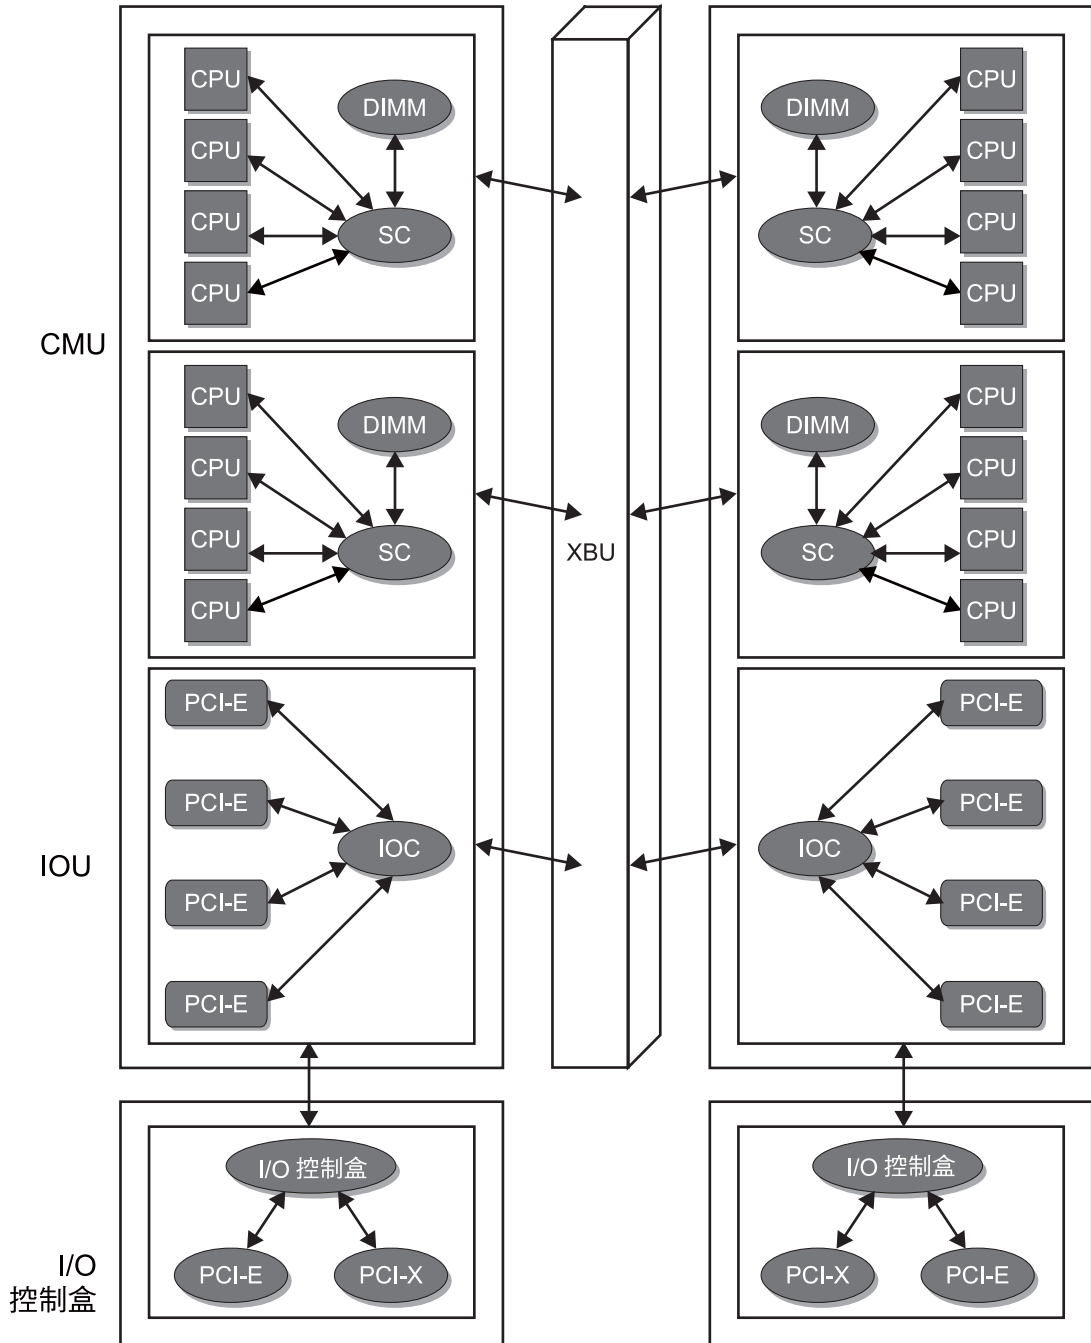 CPU
CPU
CPU
CPU
DIMM
SC
CMU
CPU
CPU
CPU
CPU
DIMM
SC
PCI-E
PCI-E
PCI-E
PCI-E
IOC
IOU
XBU
DIMM
SC
CPU
CPU
CPU
CPU
DIMM
SC
CPU
CPU
CPU
CPU
IOC
PCI-E
PCI-E
PCI-E
PCI-E
I/O 控制盒
PCI-E
PCI-X
I/O
控制盒
I/O 控制盒
PCI-X
PCI-E